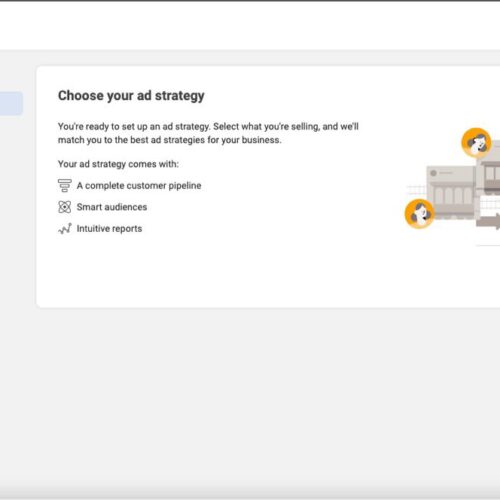 Choose your ad strategy
You're ready to set up an ad strategy. Select what you're selling, and we'll
match you to the best ad strategies for your business.
Your ad strategy comes with:
A complete customer pipeline
Smart audiences
Intuitive reports